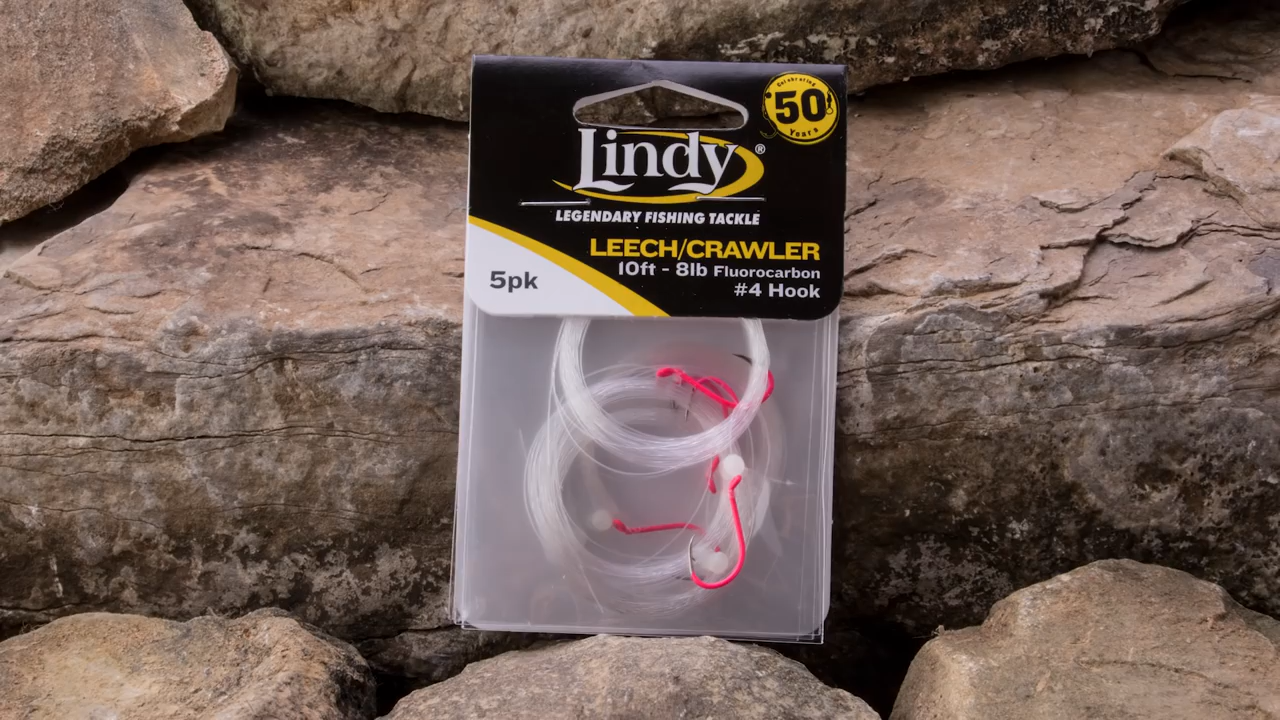 Celebrating
50
Years
Lindy®
LEGENDARY FISHING TACKLE
LEECH/CRAWLER
10ft - 8lb Fluorocarbon
#4 Hook
5pk